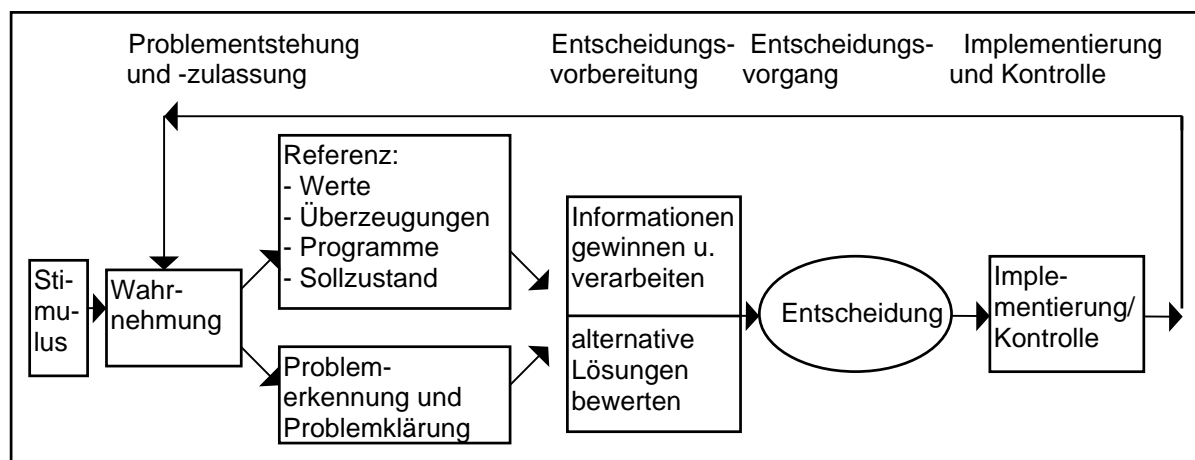 Problementstehung
und -zulassung
Entscheidungs-
vorbereitung
Entscheidungs-
vorgang
Implementierung
und Kontrolle
Sti-
mu-
lus
Wahr-
nehmung
Referenz:
- Werte
- Überzeugungen
- Programme
- Sollzustand
Problem-
erkennung und
Problemklärung
Informationen
gewinnen u.
verarbeiten
alternative
Lösungen
bewerten
Entscheidung
Imple-
mentierung/
Kontrolle